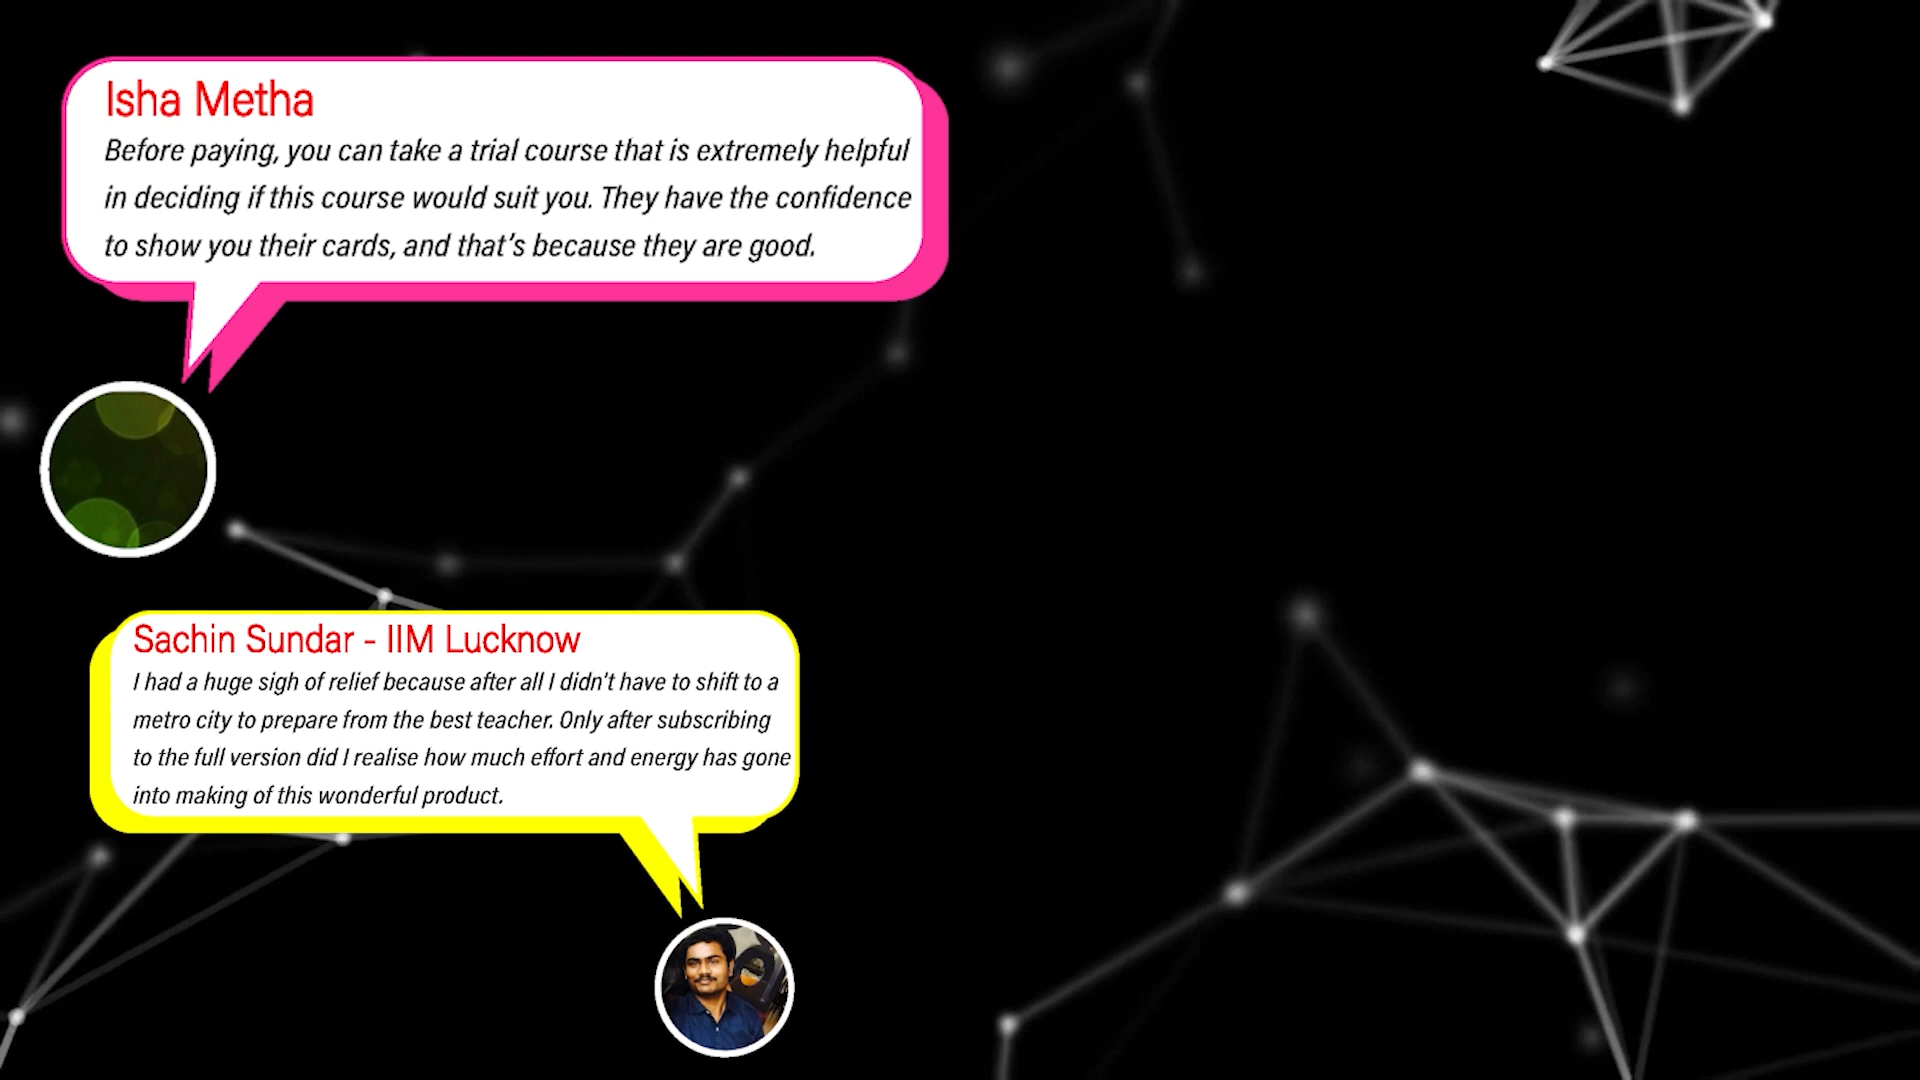 Isha Metha
Before paying, you can take a trial course that is extremely helpful
in deciding if this course would suit you. They have the confidence
to show you their cards, and that's because they are good.
Sachin Sundar - IIM Lucknow
I had a huge sigh of relief because after all I didn't have to shift to a
metro city to prepare from the best teacher. Only after subscribing
to the full version did I realise how much effort and energy has gone
into making of this wonderful product.